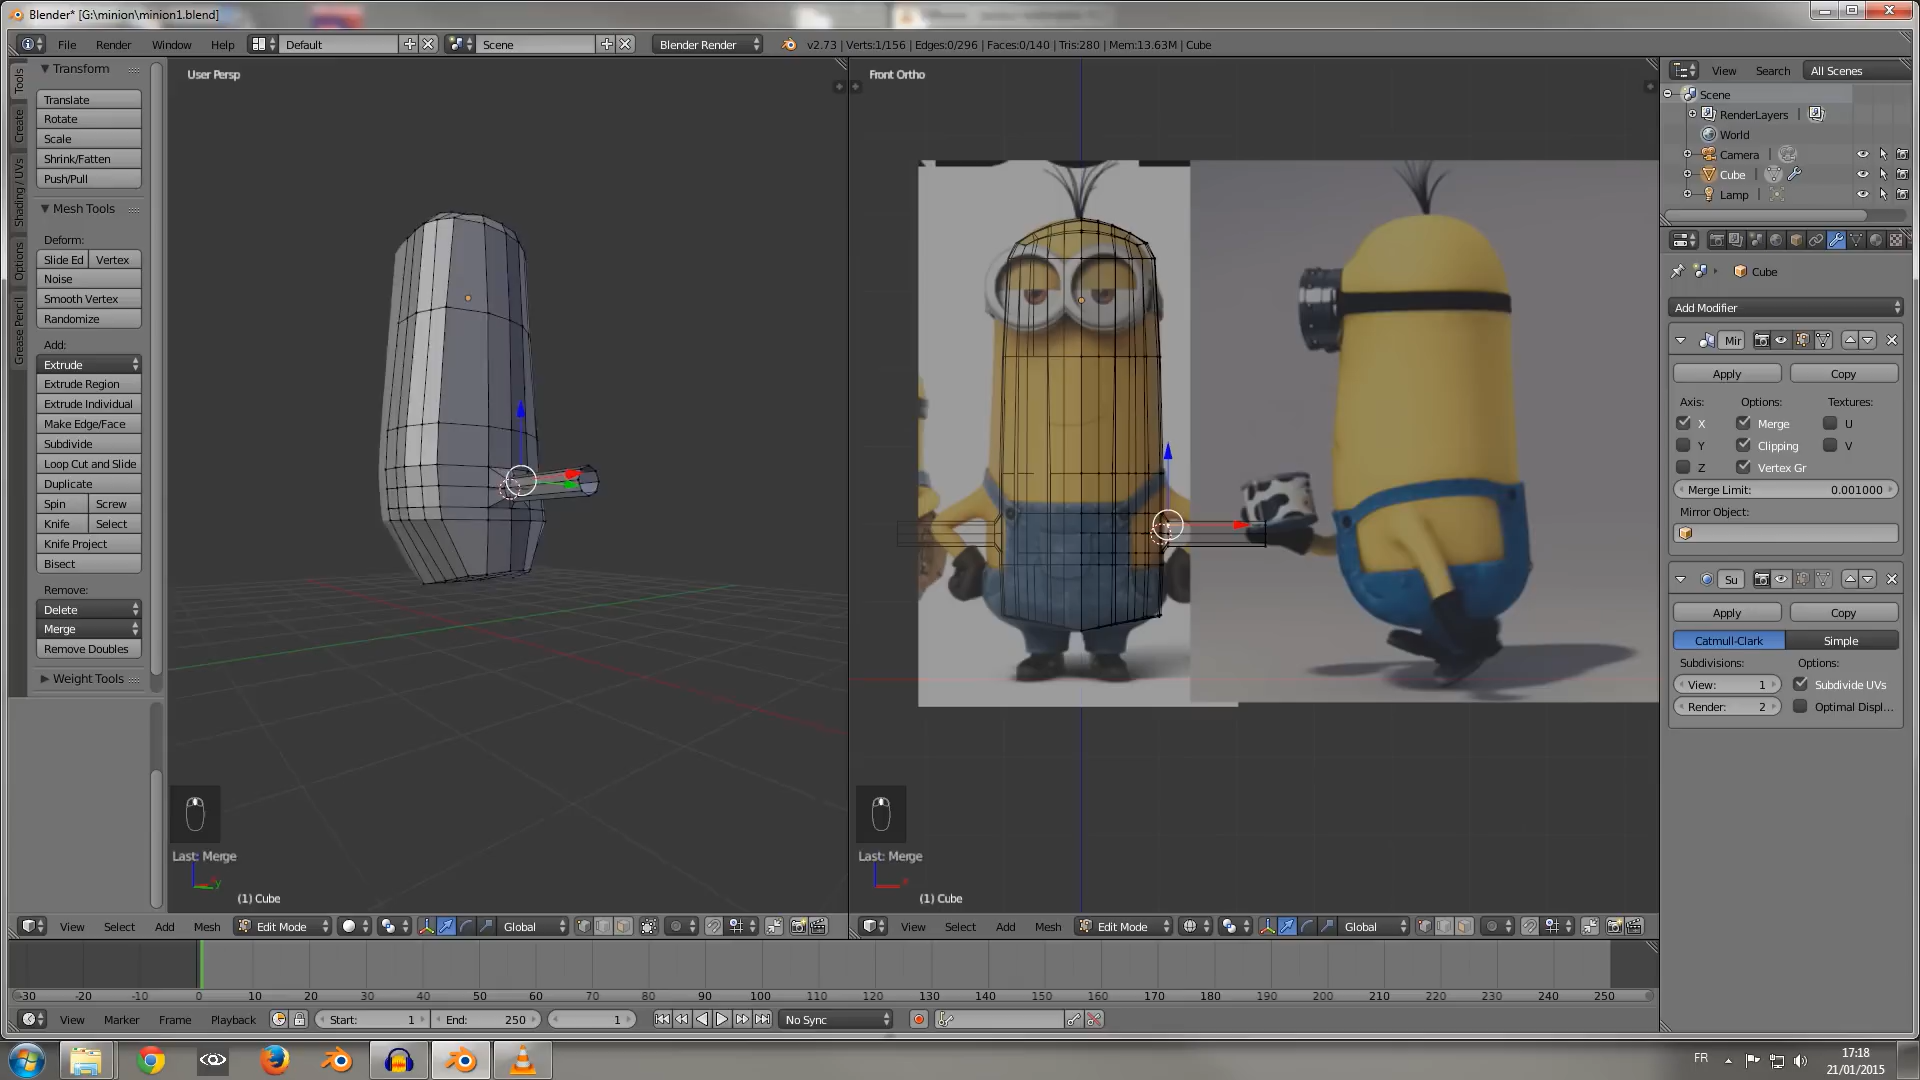 Blender* [G:\minion\minion1.blend]
File Render Window Help Default Scene Blender Render v2.73 | Verts:1/156 | Edges:0/296 | Faces:0/140 | Tris:280 | Mem:13.63M | Cube
Tools
Create
Shading / UVs
Options
Grease Pencil
Transform
Translate
Rotate
Scale
Shrink/Fatten
Push/Pull
Mesh Tools
Deform:
Slide Ed Vertex
Noise
Smooth Vertex
Randomize
Add:
Extrude
Extrude Region
Extrude Individual
Make Edge/Face
Subdivide
Loop Cut and Slide
Duplicate
Spin Screw
Knife Select
Knife Project
Bisect
Remove:
Delete
Merge
Remove Doubles
Weight Tools
User Persp
Last: Merge
(1) Cube
View Select Add Mesh Edit Mode Global
Front Ortho
Last: Merge
(1) Cube
View Select Add Mesh Edit Mode Global
View Search All Scenes
Scene
RenderLayers
World
Camera
Cube
Lamp
Cube
Add Modifier
Mir
Apply Copy
Axis: Options: Textures:
X Merge U
Y Clipping V
Z Vertex Gr
Merge Limit: 0.001000
Mirror Object:
Su
Apply Copy
Catmull-Clark Simple
Subdivisions: Options:
View: 1 Subdivide UVs
Render: 2 Optimal Displ...
-30 -20 -10 0 10 20 30 40 50 60 70 80 90 100 110 120 130 140 150 160 170 180 190 200 210 220 230 240 250
View Marker Frame Playback Start: 1 End: 250 1 No Sync
FR
17:18
21/01/2015